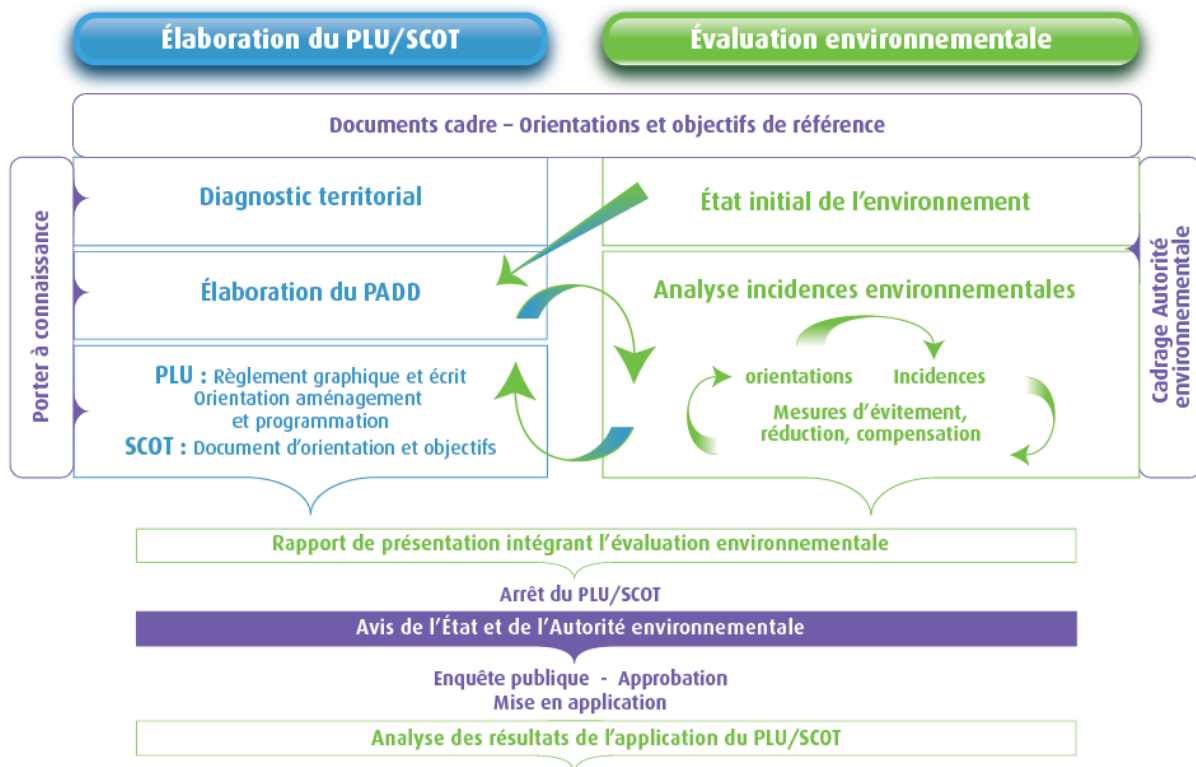 Élaboration du PLU/SCOT
Évaluation environnementale
Documents cadre – Orientations et objectifs de référence
Porter à connaissance
Diagnostic territorial
État initial de l’environnement
Cadrage Autorité
environnementale
Élaboration du PADD
Analyse incidences environnementales
PLU : Règlement graphique et écrit
Orientation aménagement
et programmation
SCOT : Document d’orientation et objectifs
orientations
Incidences
Mesures d’évitement,
réduction, compensation
Rapport de présentation intégrant l’évaluation environnementale
Arrêt du PLU/SCOT
Avis de l’État et de l’Autorité environnementale
Enquête publique - Approbation
Mise en application
Analyse des résultats de l’application du PLU/SCOT